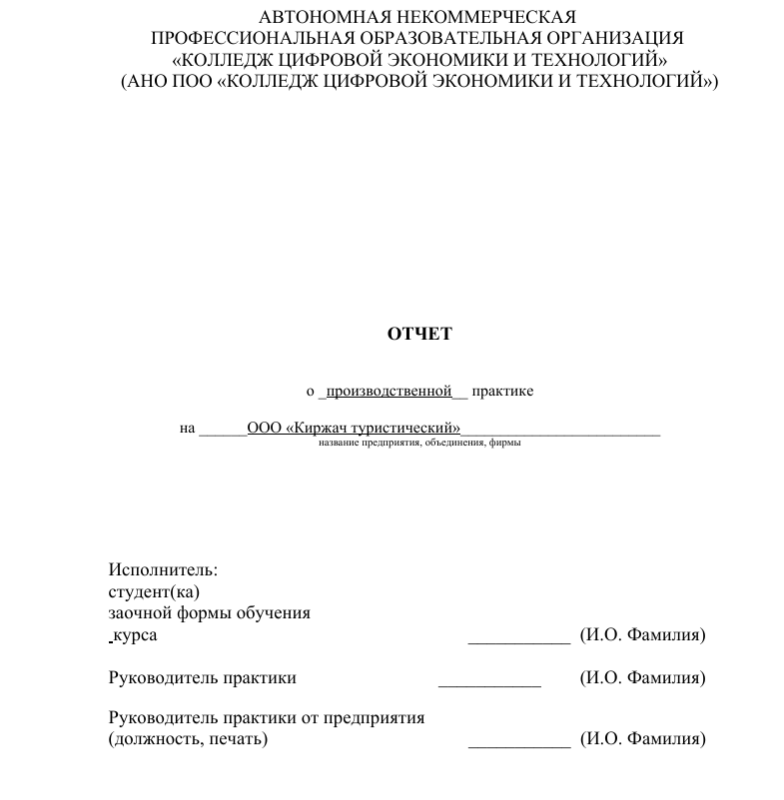 АВТОНОМНАЯ НЕКОММЕРЧЕСКАЯ
ПРОФЕССИОНАЛЬНАЯ ОБРАЗОВАТЕЛЬНАЯ ОРГАНИЗАЦИЯ
«КОЛЛЕДЖ ЦИФРОВОЙ ЭКОНОМИКИ И ТЕХНОЛОГИЙ»
(АНО ПОО «КОЛЛЕДЖ ЦИФРОВОЙ ЭКОНОМИКИ И ТЕХНОЛОГИЙ»)
ОТЧЕТ
о _производственной__ практике
на ______ООО «Киржач туристический»_________________________
название предприятия, объединения, фирмы
Исполнитель:
студент(ка)
заочной формы обучения
_курса ___________ (И.О. Фамилия)
Руководитель практики ___________ (И.О. Фамилия)
Руководитель практики от предприятия
(должность, печать) ___________ (И.О. Фамилия)